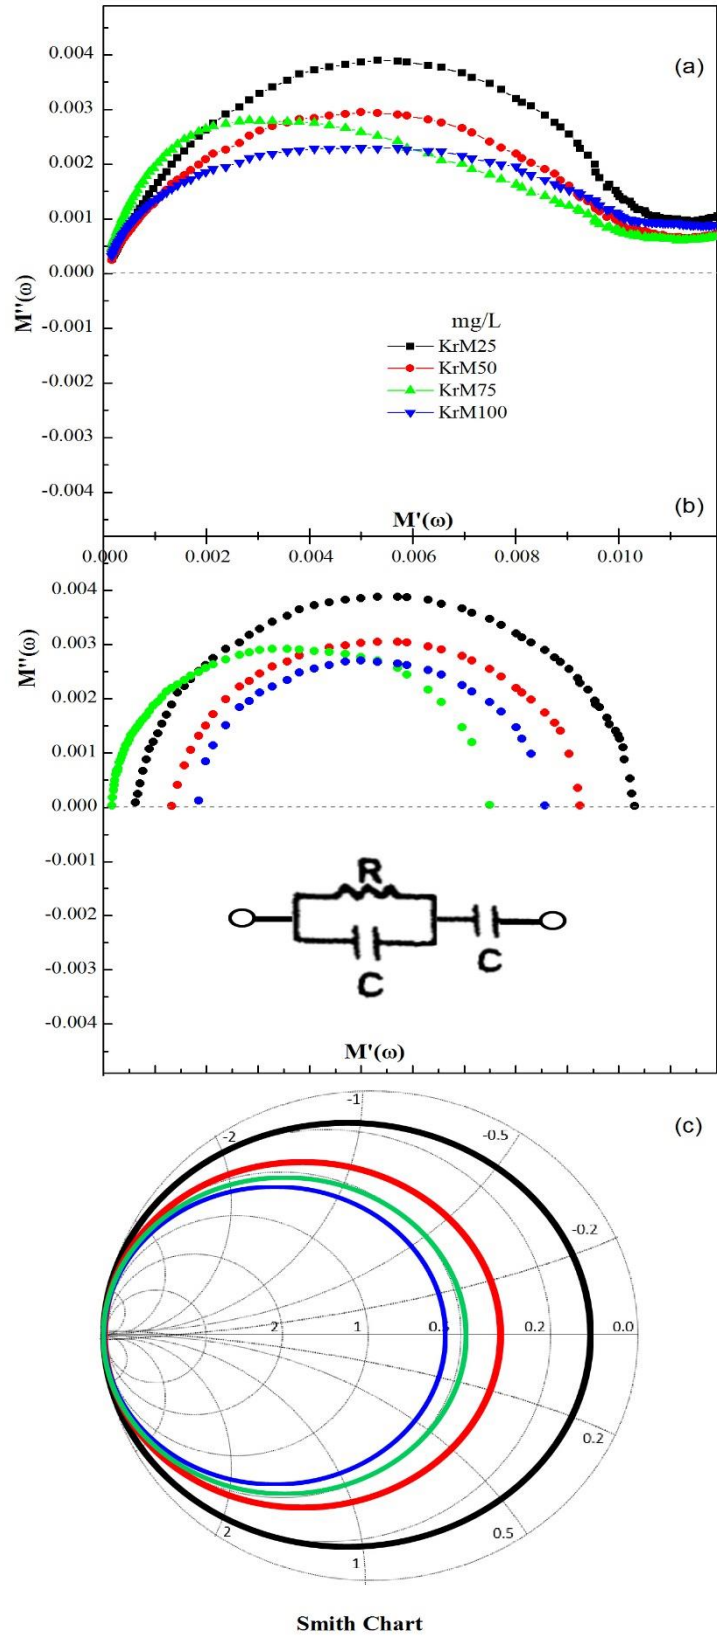 (a)
0.004
0.003
0.002
0.001
0.000
-0.001
-0.002
-0.003
-0.004
M''(ω)
mg/L
KrM25
KrM50
KrM75
KrM100
M'(ω)
(b)
0.000 0.002 0.004 0.006 0.008 0.010
0.004
0.003
0.002
0.001
0.000
-0.001
-0.002
-0.003
-0.004
M''(ω)
R
C
C
M'(ω)
(c)
-1
-2
-0.5
-0.2
2 1 0.5 0.2 0.0
0.2
2
0.5
1
Smith Chart